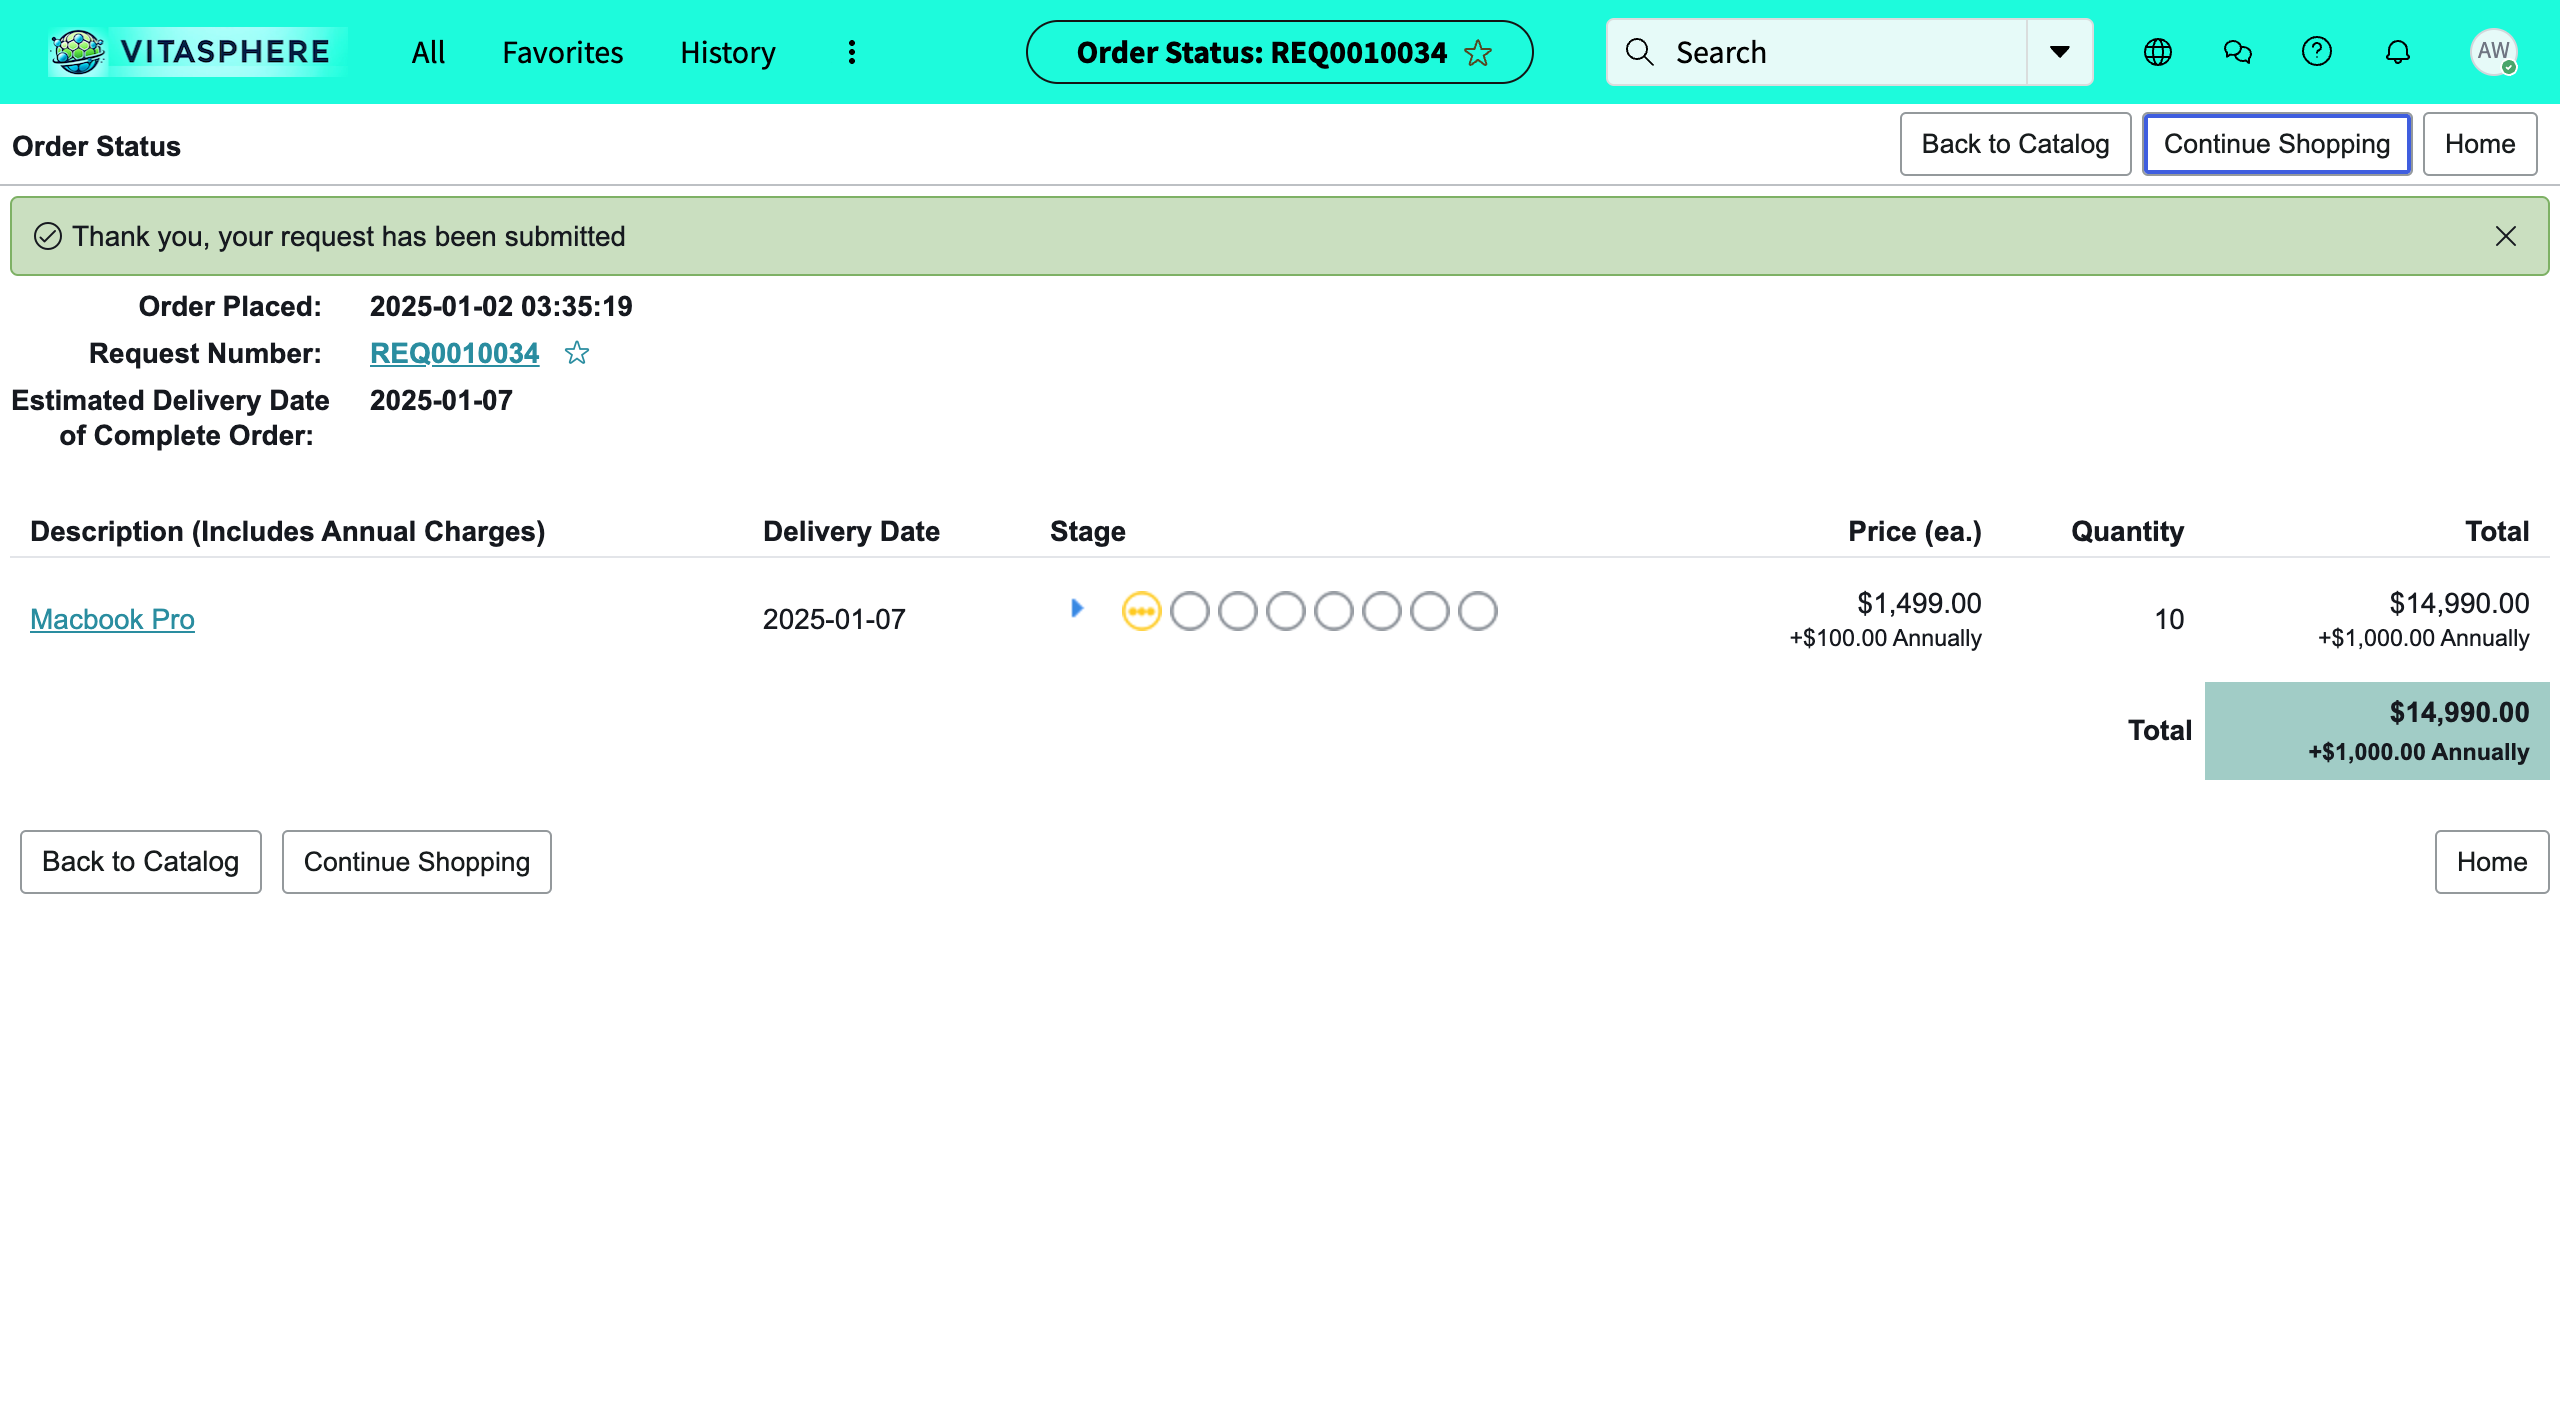 VITASPHERE
All
Favorites
History
Order Status: REQ0010034
Search
AW
Order Status
Back to Catalog
Continue Shopping
Home
Thank you, your request has been submitted
Order Placed: 2025-01-02 03:35:19
Request Number: REQ0010034
Estimated Delivery Date 2025-01-07
of Complete Order:
Description (Includes Annual Charges) Delivery Date Stage Price (ea.) Quantity Total
Macbook Pro 2025-01-07 $1,499.00 10 $14,990.00
+$100.00 Annually +$1,000.00 Annually
Total $14,990.00
+$1,000.00 Annually
Back to Catalog
Continue Shopping
Home